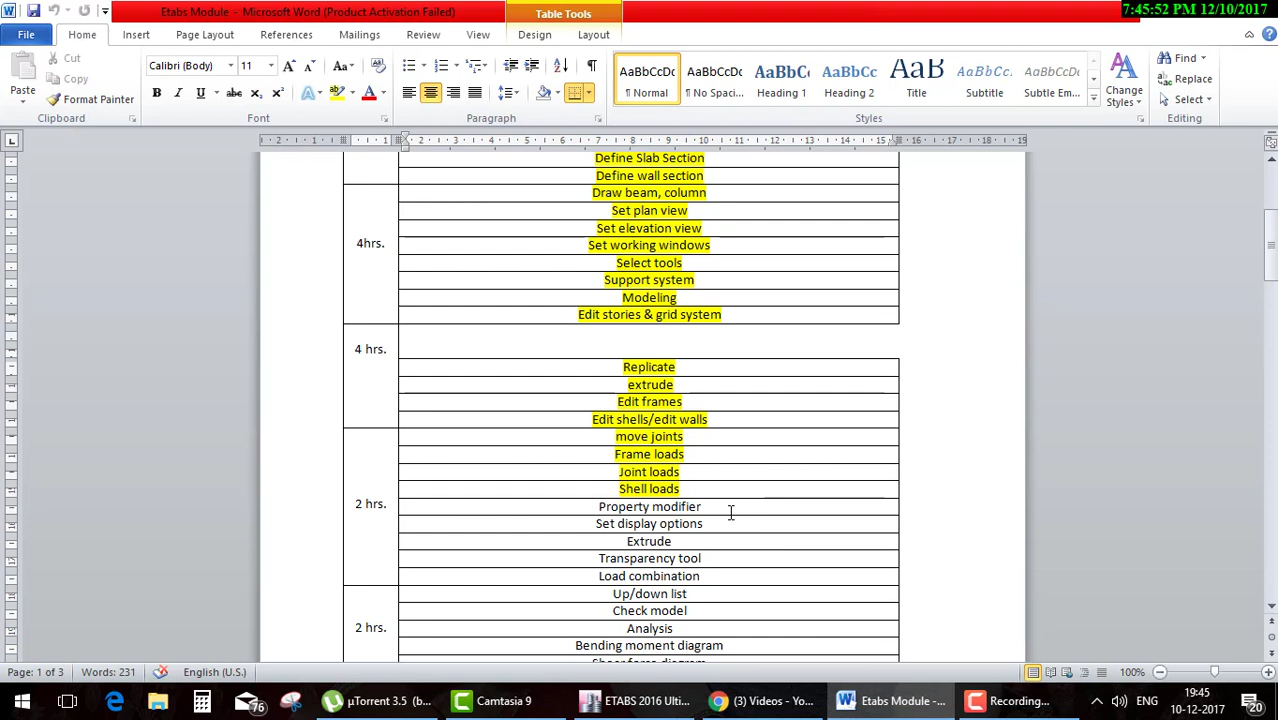 Etabs Module - Microsoft Word (Product Activation Failed)
Table Tools
7:45:52 PM 12/10/2017
File
Home
Insert
Page Layout
References
Mailings
Review
View
Design
Layout
Paste
Cut
Copy
Format Painter
Clipboard
Calibri (Body)
11
Font
Paragraph
AaBbCcDc
¶ Normal
AaBbCcDc
¶ No Spaci...
AaBbC
Heading 1
AaBbCc
Heading 2
AaB
Title
AaBbCc.
Subtitle
AaBbCcDc
Subtle Em...
Change
Styles
Styles
Find
Replace
Select
Editing
Define Slab Section
Define wall section
4hrs.
Draw beam, column
Set plan view
Set elevation view
Set working windows
Select tools
Support system
Modeling
Edit stories & grid system
4 hrs.
Replicate
extrude
Edit frames
Edit shells/edit walls
2 hrs.
move joints
Frame loads
Joint loads
Shell loads
Property modifier
Set display options
Extrude
Transparency tool
Load combination
2 hrs.
Up/down list
Check model
Analysis
Bending moment diagram
Shear force diagram
Page: 1 of 3
Words: 231
English (U.S.)
100%
76
µTorrent 3.5 (b...
Camtasia 9
ETABS 2016 Ulti...
(3) Videos - Yo...
Etabs Module -...
Recording...
ENG
19:45
10-12-2017
20